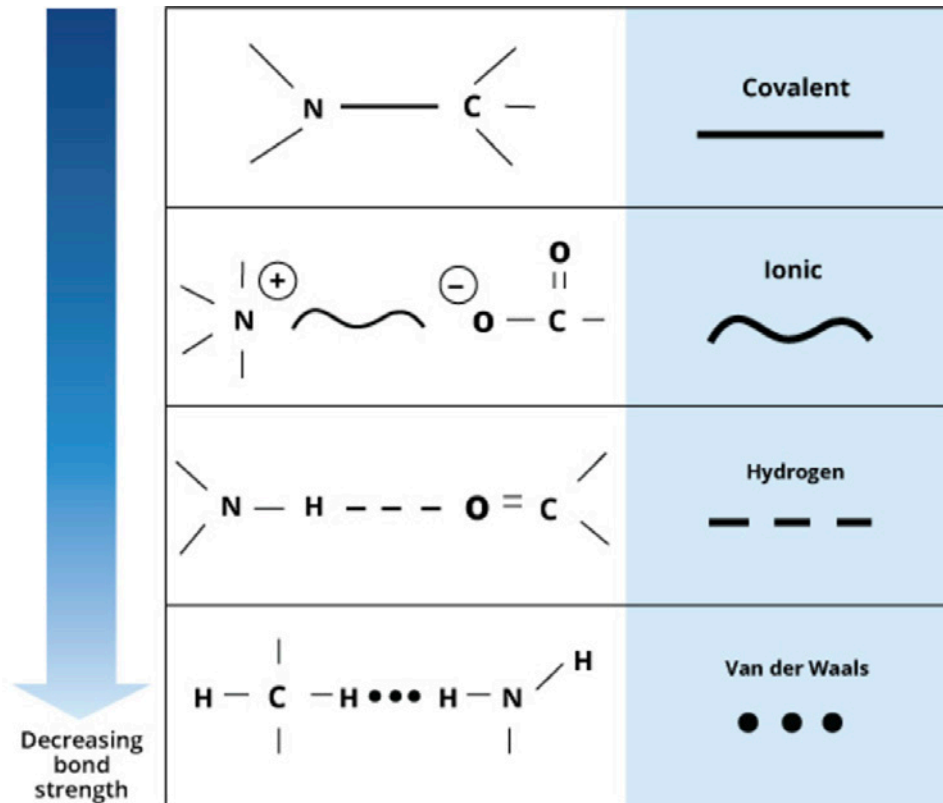 N C
Covalent
O
N + − O C
Ionic
N H O C
Hydrogen
H
H C H H N
Van der Waals
Decreasing
bond
strength